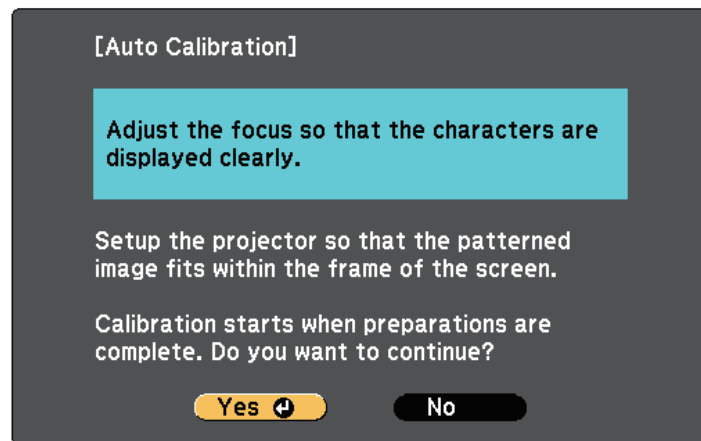 [Auto Calibration]
Adjust the focus so that the characters are
displayed clearly.
Setup the projector so that the patterned
image fits within the frame of the screen.
Calibration starts when preparations are
complete. Do you want to continue?
Yes No